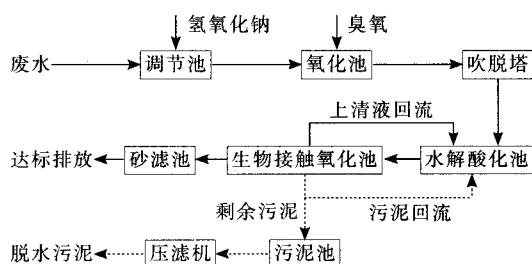 氢氧化钠
臭氧
废水
调节池
氧化池
吹脱塔
上清液回流
达标排放
砂滤池
生物接触氧化池
水解酸化池
剩余污泥
污泥回流
脱水污泥
压滤机
污泥池